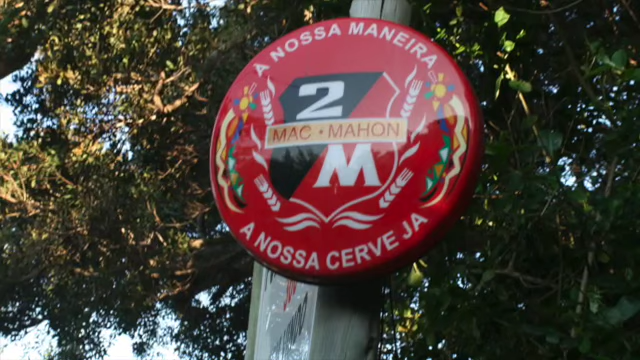 A NOSSA MANEIRA
2
MAC • MAHON
M
A NOSSA CERVEJA